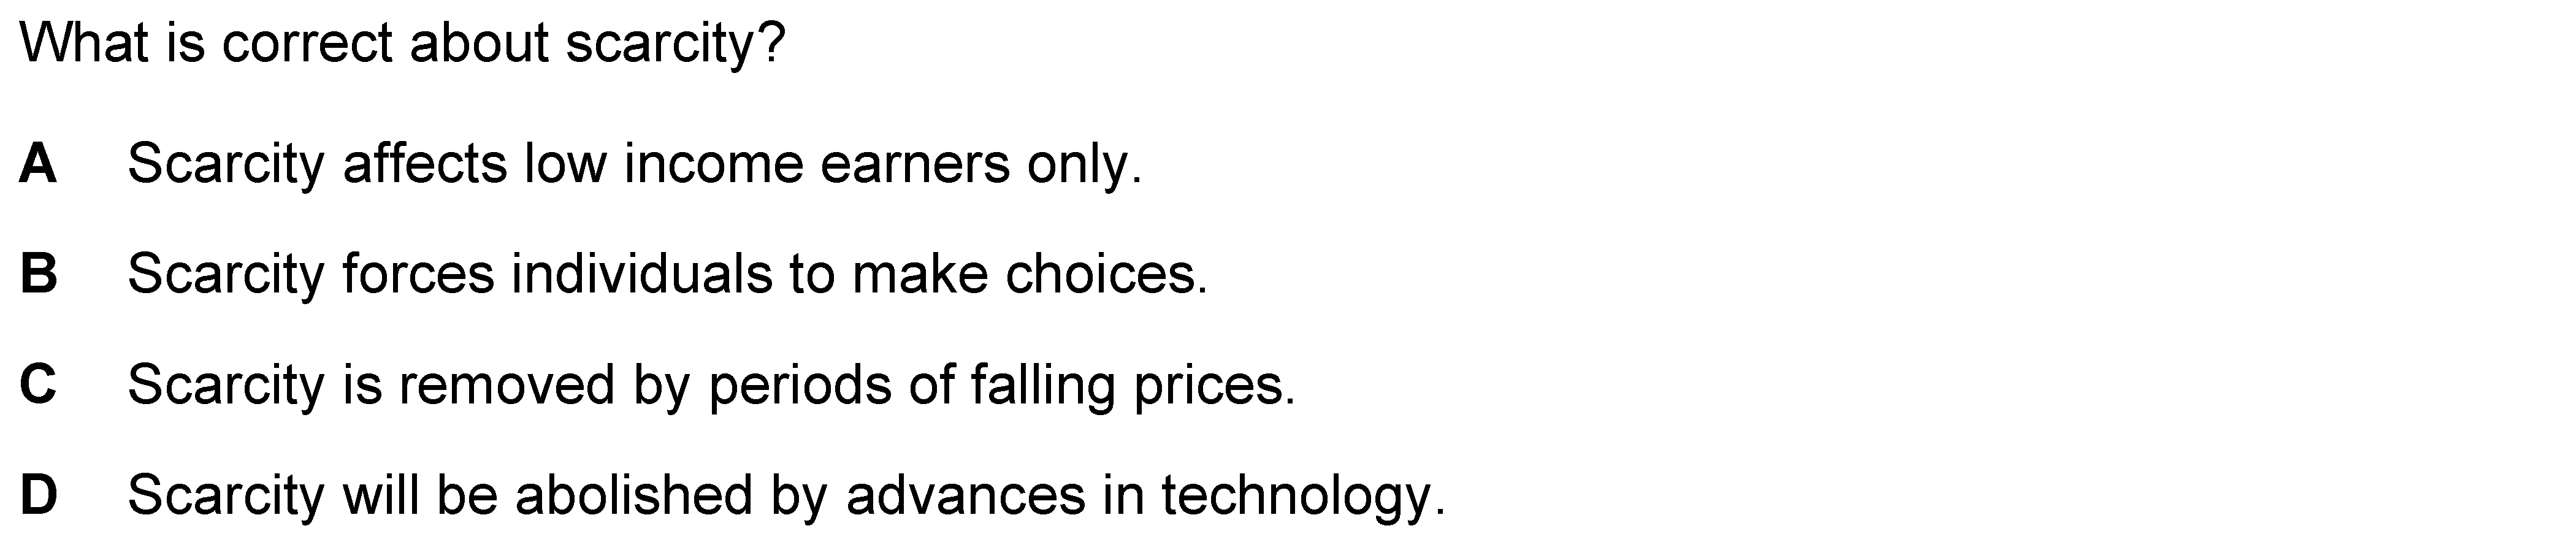 What is correct about scarcity?
A Scarcity affects low income earners only.
B Scarcity forces individuals to make choices.
C Scarcity is removed by periods of falling prices.
D Scarcity will be abolished by advances in technology.